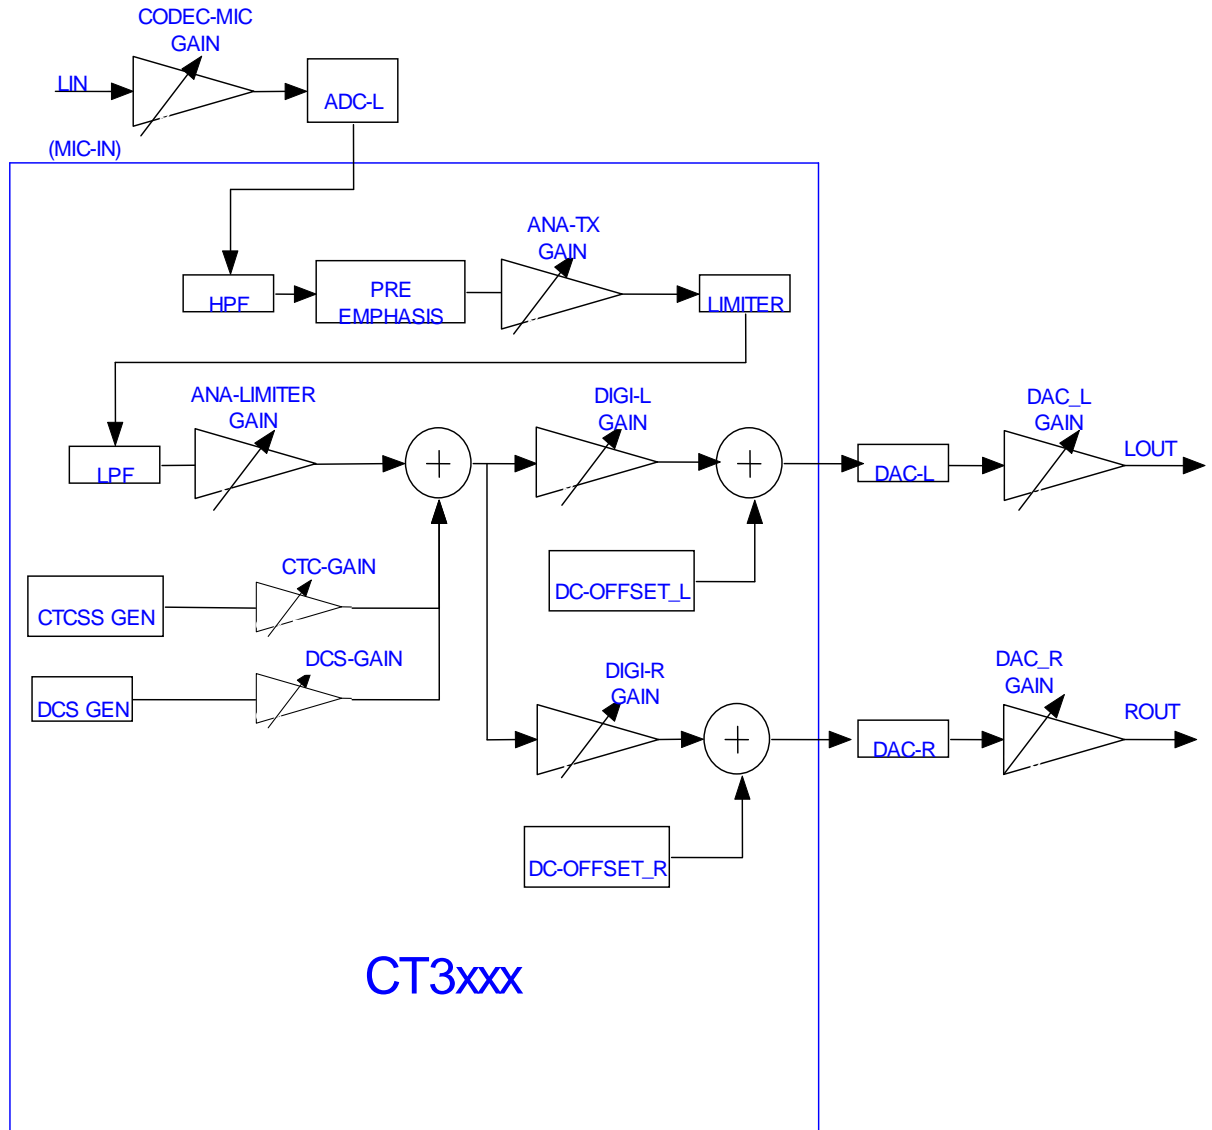 CODEC-MIC
GAIN
LIN
ADC-L
(MIC-IN)
ANA-TX
GAIN
HPF
PRE
EMPHASIS
LIMITER
ANA-LIMITER
GAIN
DIGI-L
GAIN
DAC_L
GAIN
LPF
DAC-L
LOUT
CTC-GAIN
CTCSS GEN
DC-OFFSET_L
DCS-GAIN
DCS GEN
DIGI-R
GAIN
DAC_R
GAIN
DAC-R
ROUT
DC-OFFSET_R
CT3xxx